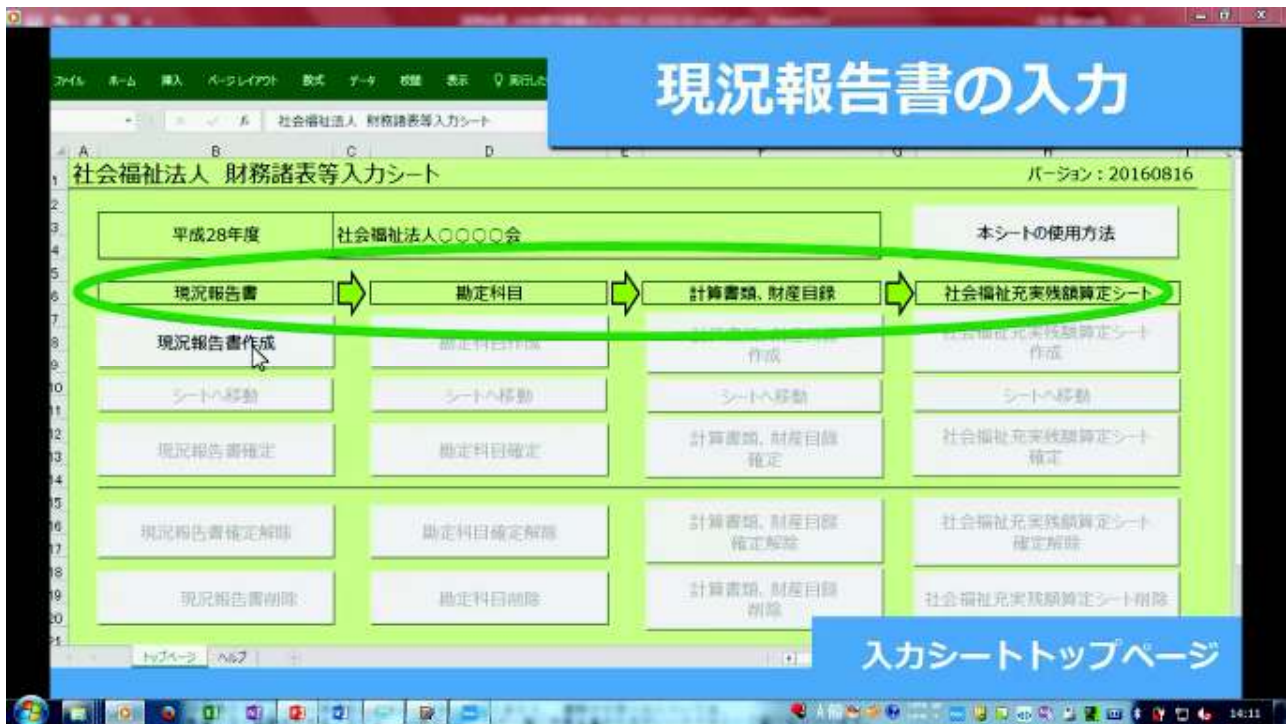 現況報告書の入力
ファイル ホーム 挿入 ページレイアウト 数式 データ 校閲 表示
社会福祉法人 財務諸表等入力シート
A B C D E F G H I
社会福祉法人 財務諸表等入力シート バージョン：20160816
平成28年度 社会福祉法人○○○○会 本シートの使用方法
現況報告書 勘定科目 計算書類、財産目録 社会福祉充実残額算定シート
現況報告書作成 勘定科目作成 計算書類、財産目録 社会福祉充実残額算定シート
作成 作成
シートへ移動 シートへ移動 シートへ移動 シートへ移動
現況報告書確定 勘定科目確定 計算書類、財産目録 社会福祉充実残額算定シート
確定 確定
現況報告書確定解除 勘定科目確定解除 計算書類、財産目録 社会福祉充実残額算定シート
確定解除 確定解除
現況報告書削除 勘定科目削除 計算書類、財産目録 社会福祉充実残額算定シート削除
削除
トップページ ヘルプ
入力シートトップページ
14:11